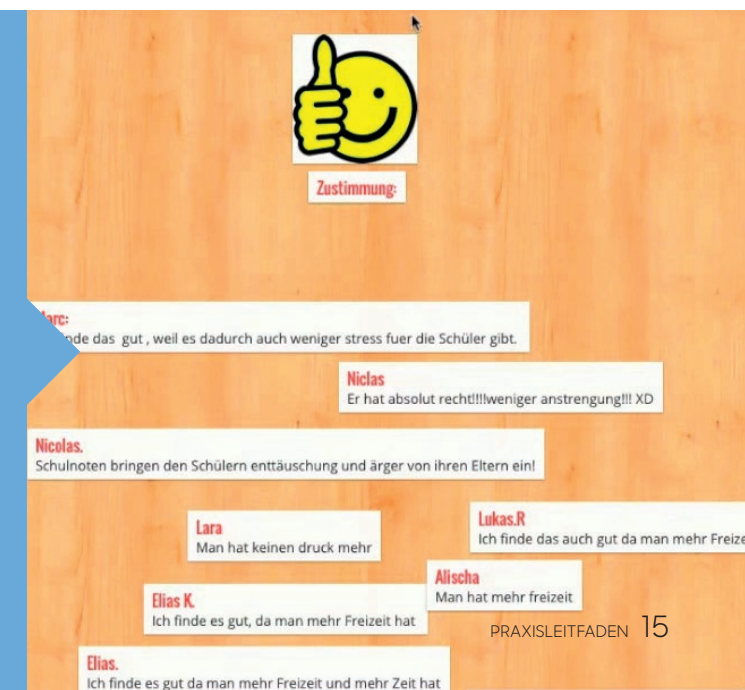 Zustimmung:
arc:
nde das gut , weil es dadurch auch weniger stress fuer die Schüler gibt.
Niclas
Er hat absolut recht!!!!weniger anstrengung!!! XD
Nicolas.
Schulnoten bringen den Schülern enttäuschung und ärger von ihren Eltern ein!
Lara
Man hat keinen druck mehr
Lukas.R
Ich finde das auch gut da man mehr Freize
Alischa
Man hat mehr freizeit
Elias K.
Ich finde es gut, da man mehr Freizeit hat
PRAXISLEITFADEN 15
Elias.
Ich finde es gut da man mehr Freizeit und mehr Zeit hat